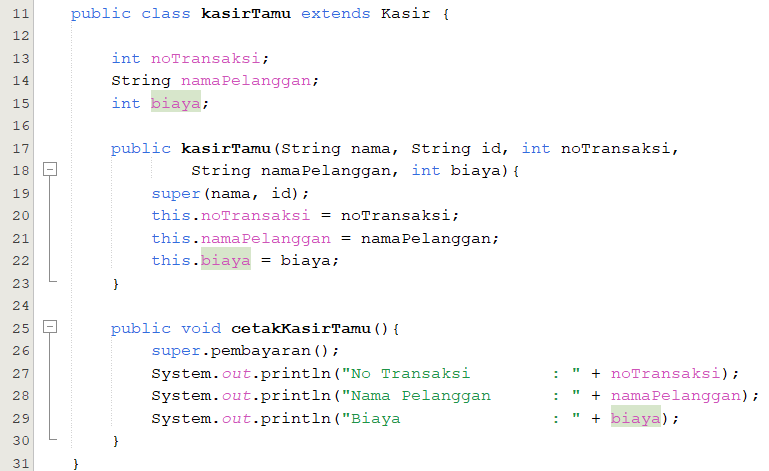 11 public class kasirTamu extends Kasir {
12
13     int noTransaksi;
14     String namaPelanggan;
15     int biaya;
16
17     public kasirTamu(String nama, String id, int noTransaksi,
18             String namaPelanggan, int biaya){
19         super(nama, id);
20         this.noTransaksi = noTransaksi;
21         this.namaPelanggan = namaPelanggan;
22         this.biaya = biaya;
23     }
24
25     public void cetakKasirTamu(){
26         super.pembayaran();
27         System.out.println("No Transaksi        : " + noTransaksi);
28         System.out.println("Nama Pelanggan      : " + namaPelanggan);
29         System.out.println("Biaya               : " + biaya);
30     }
31 }